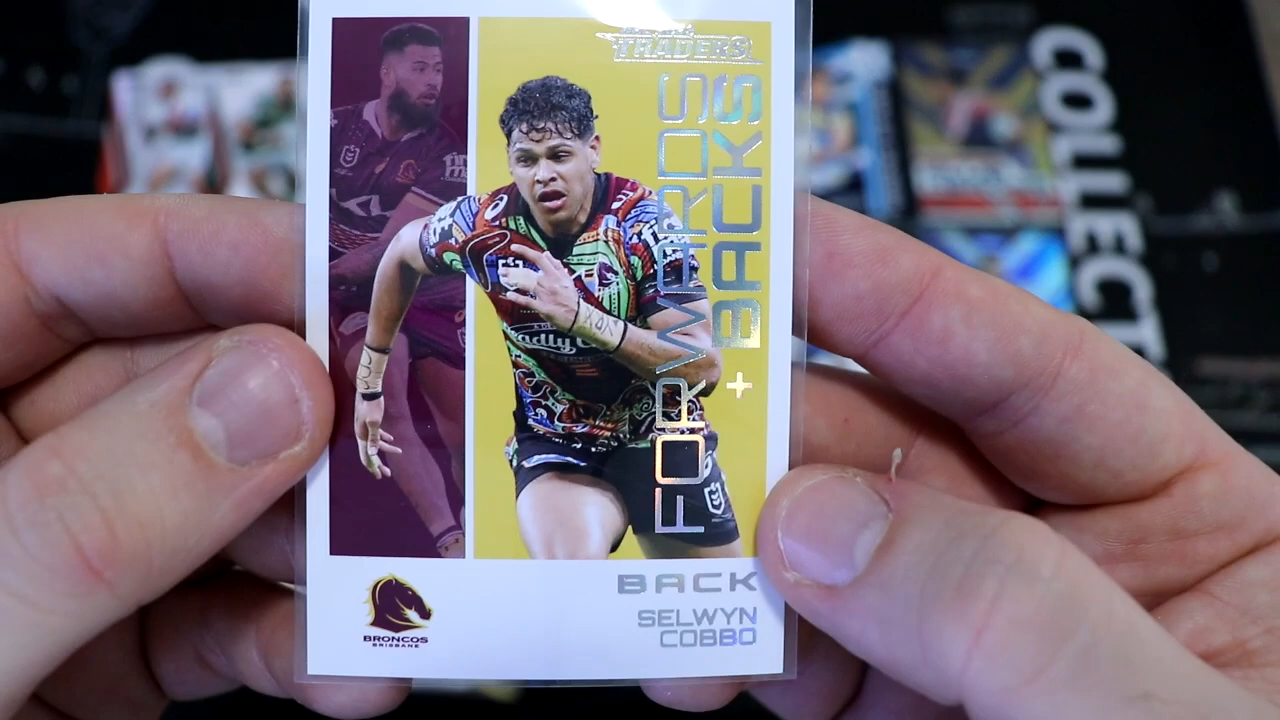 TRADERS
FORWARDS
+ BACKS
BACK
SELWYN
COBBO
BRONCOS
BRISBANE
COLLECT